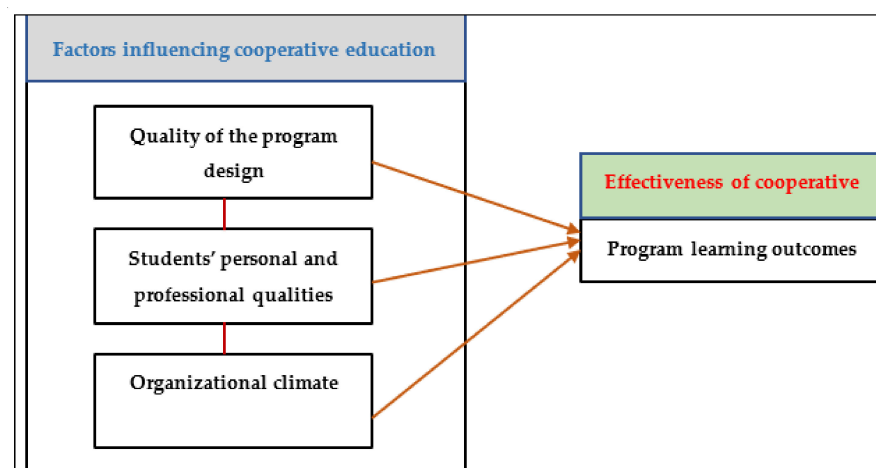 Factors influencing cooperative education
Quality of the program
design
Students' personal and
professional qualities
Organizational climate
Effectiveness of cooperative
Program learning outcomes